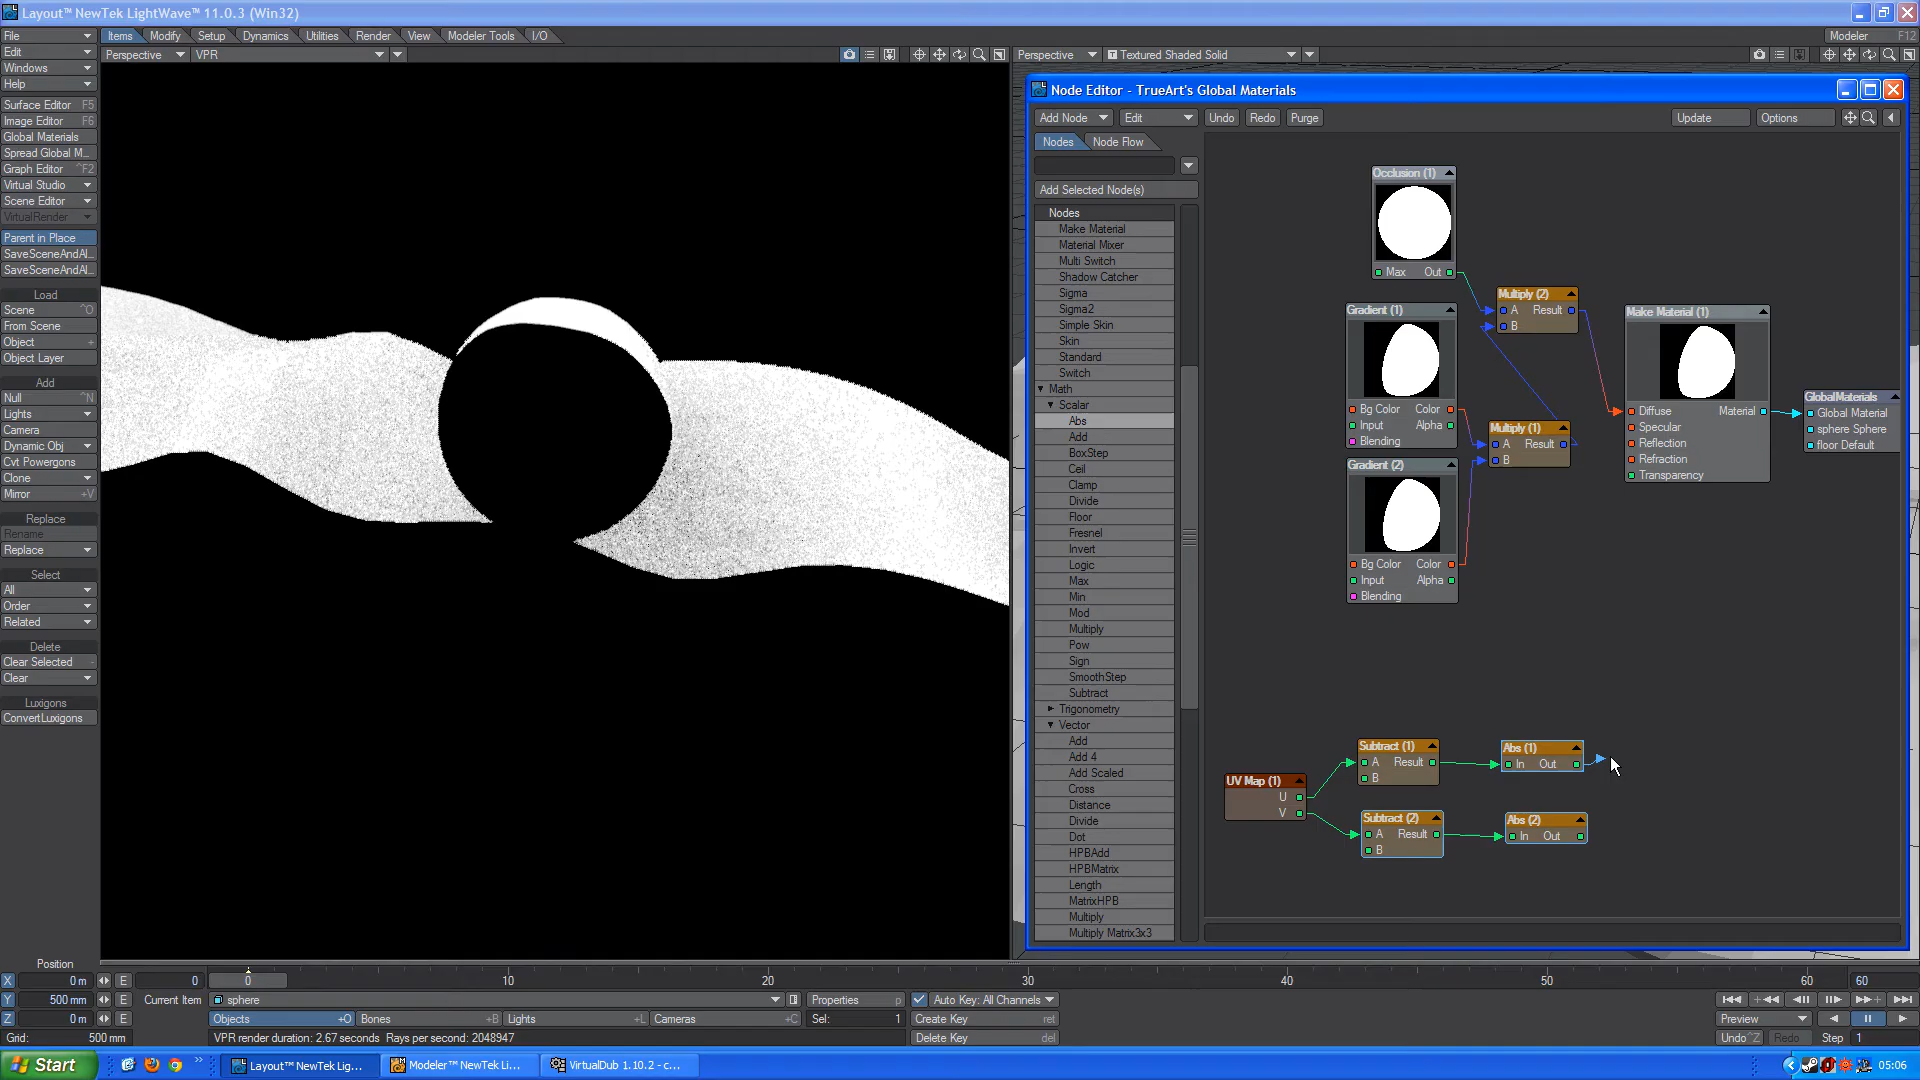 Layout™ NewTek LightWave™ 11.0.3 (Win32)
File
Items
Modify
Setup
Dynamics
Utilities
Render
View
Modeler Tools
I/O
Modeler F12
Edit
Windows
Help
Perspective
VPR
Perspective
Textured Shaded Solid
Surface Editor F5
Image Editor F6
Global Materials
Spread Global M...
Graph Editor ^F2
Virtual Studio
Scene Editor
VirtualRender
Parent in Place
SaveSceneAndAl...
SaveSceneAndAl...
Load
Scene ^O
From Scene
Object +
Object Layer
Add
Null ^N
Lights
Camera
Dynamic Obj
Cvt Powergons
Clone
Mirror +V
Replace
Rename
Replace
Select
All
Order
Related
Delete
Clear Selected -
Clear
Luxigons
ConvertLuxigons
Node Editor - TrueArt's Global Materials
Add Node
Edit
Undo
Redo
Purge
Update
Options
Nodes
Node Flow
Add Selected Node(s)
Nodes
Make Material
Material Mixer
Multi Switch
Shadow Catcher
Sigma
Sigma2
Simple Skin
Skin
Standard
Switch
Math
Scalar
Abs
Add
BoxStep
Ceil
Clamp
Divide
Floor
Fresnel
Invert
Logic
Max
Min
Mod
Multiply
Pow
Sign
SmoothStep
Subtract
Trigonometry
Vector
Add
Add 4
Add Scaled
Cross
Distance
Divide
Dot
HPBAdd
HPBMatrix
Length
MatrixHPB
Multiply
Multiply Matrix3x3
Occlusion (1)
Max Out
Gradient (1)
Bg Color Color
Input Alpha
Blending
Gradient (2)
Bg Color Color
Input Alpha
Blending
Multiply (2)
A Result
B
Multiply (1)
A Result
B
Make Material (1)
Diffuse Material
Specular
Reflection
Refraction
Transparency
GlobalMaterials
Global Material
sphere Sphere
floor Default
UV Map (1)
U
V
Subtract (1)
A Result
B
Subtract (2)
A Result
B
Abs (1)
In Out
Abs (2)
In Out
Position
X 0 m E
Y 500 mm E
Z 0 m E
Grid: 500 mm
0
0 10 20 30 40 50 60
60
Current Item
sphere
Properties p
Auto Key: All Channels
Objects +O
Bones +B
Lights +L
Cameras +C
Sel: 1
Create Key ret
VPR render duration: 2.67 seconds Rays per second: 2048947
Delete Key del
Preview
Undo ^Z
Redo
Step 1
Start
Layout™ NewTek Lig...
Modeler™ NewTek Li...
VirtualDub 1.10.2 - c...
05:06